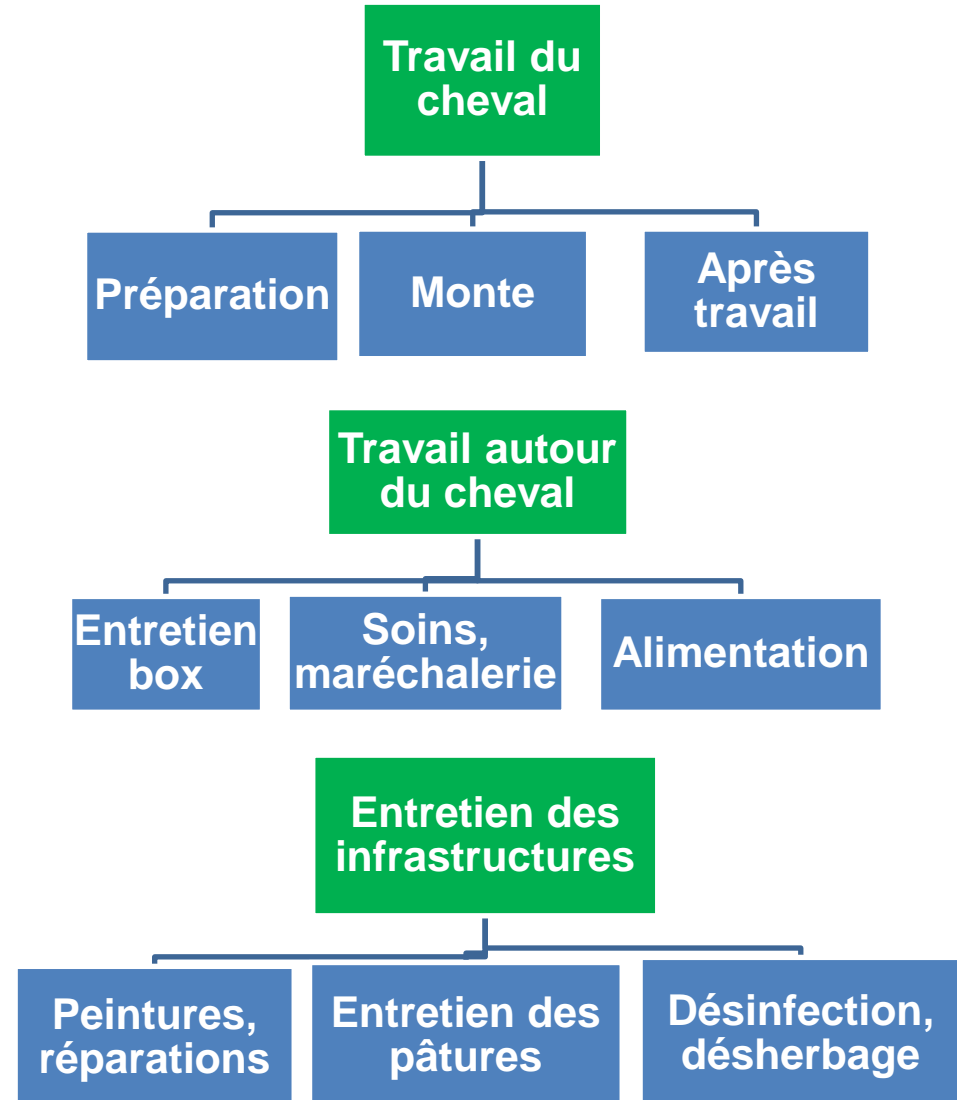 Travail du
cheval
Préparation
Monte
Après
travail
Travail autour
du cheval
Entretien
box
Soins,
maréchalerie
Alimentation
Entretien des
infrastructures
Peintures,
réparations
Entretien des
pâtures
Désinfection,
désherbage